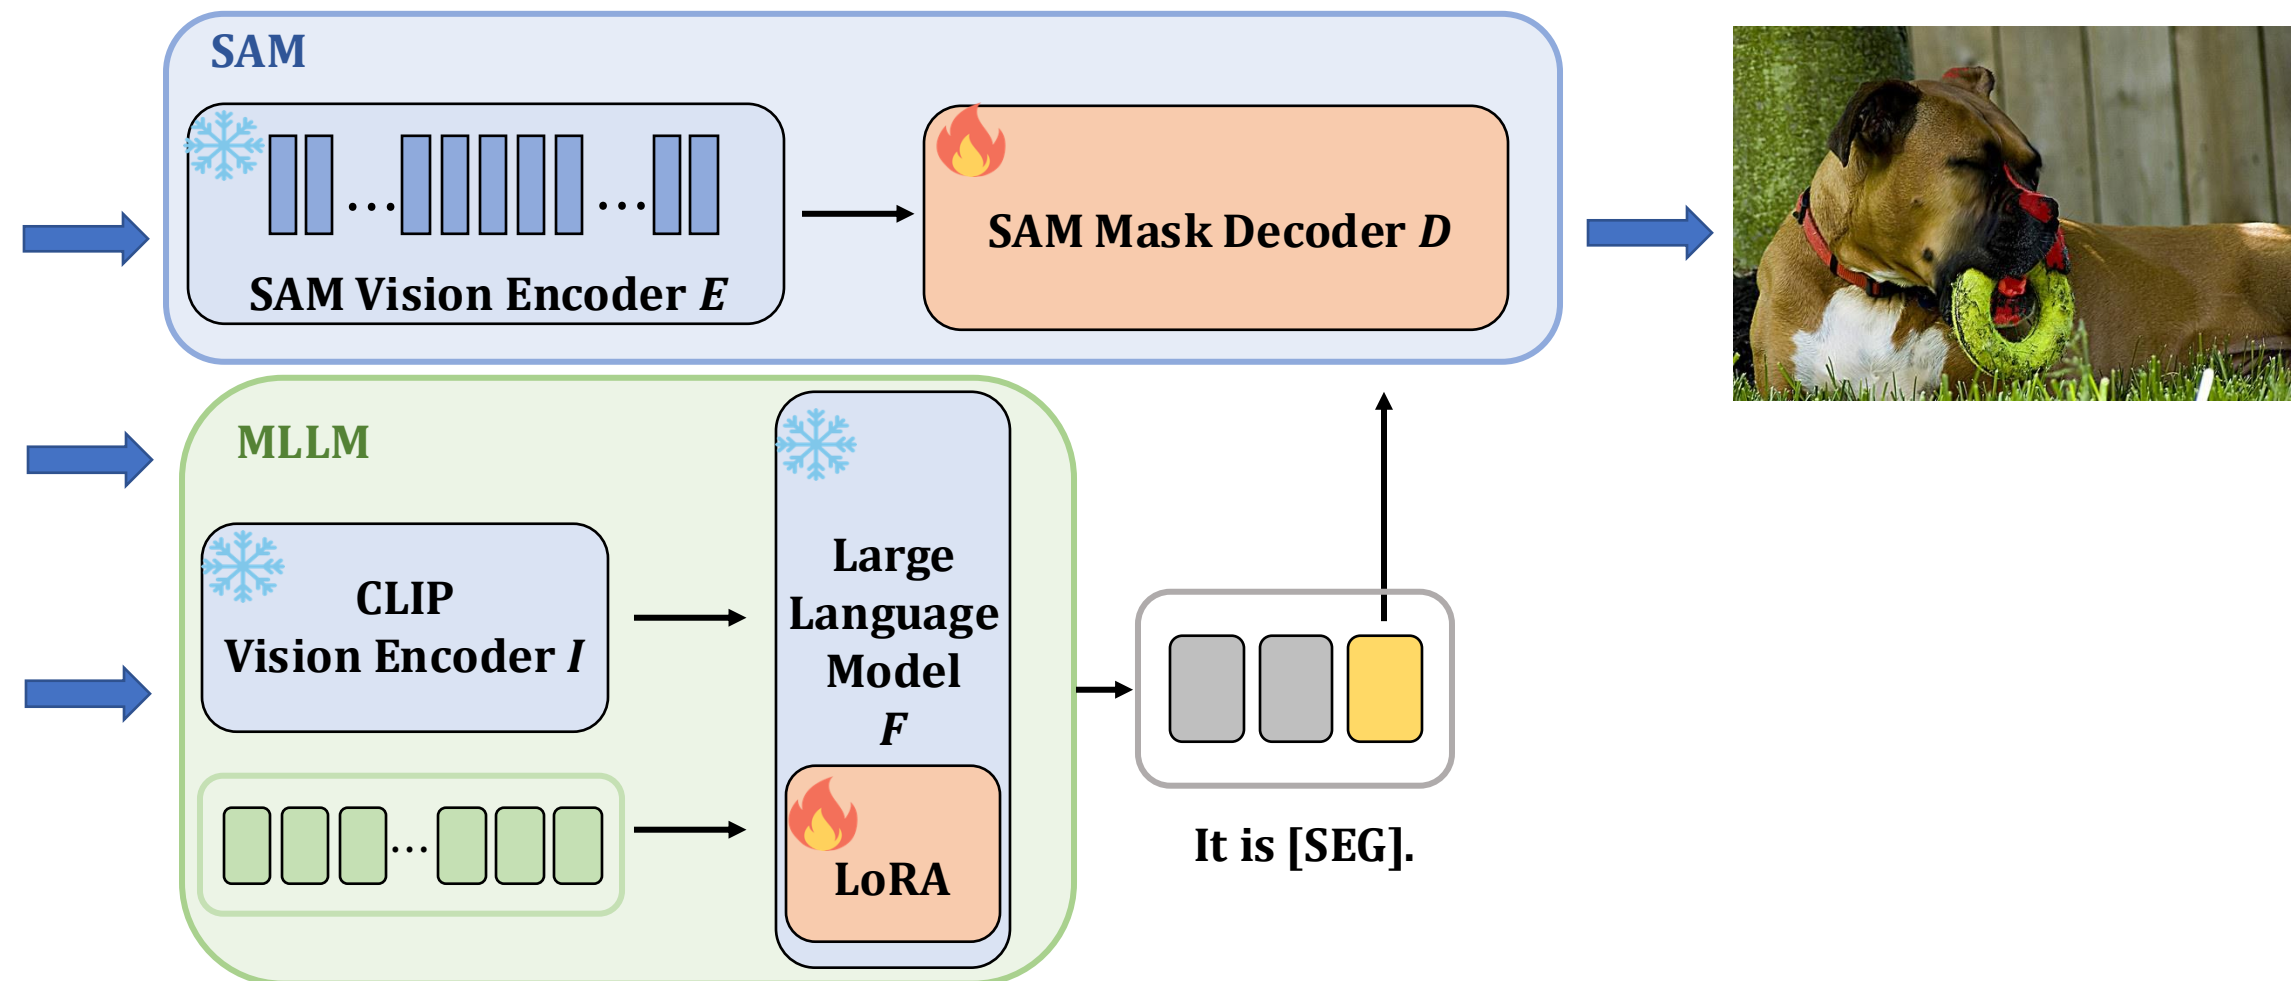 SAM
SAM Vision Encoder E
SAM Mask Decoder D
MLLM
CLIP
Vision Encoder I
Large
Language
Model
F
LoRA
It is [SEG].